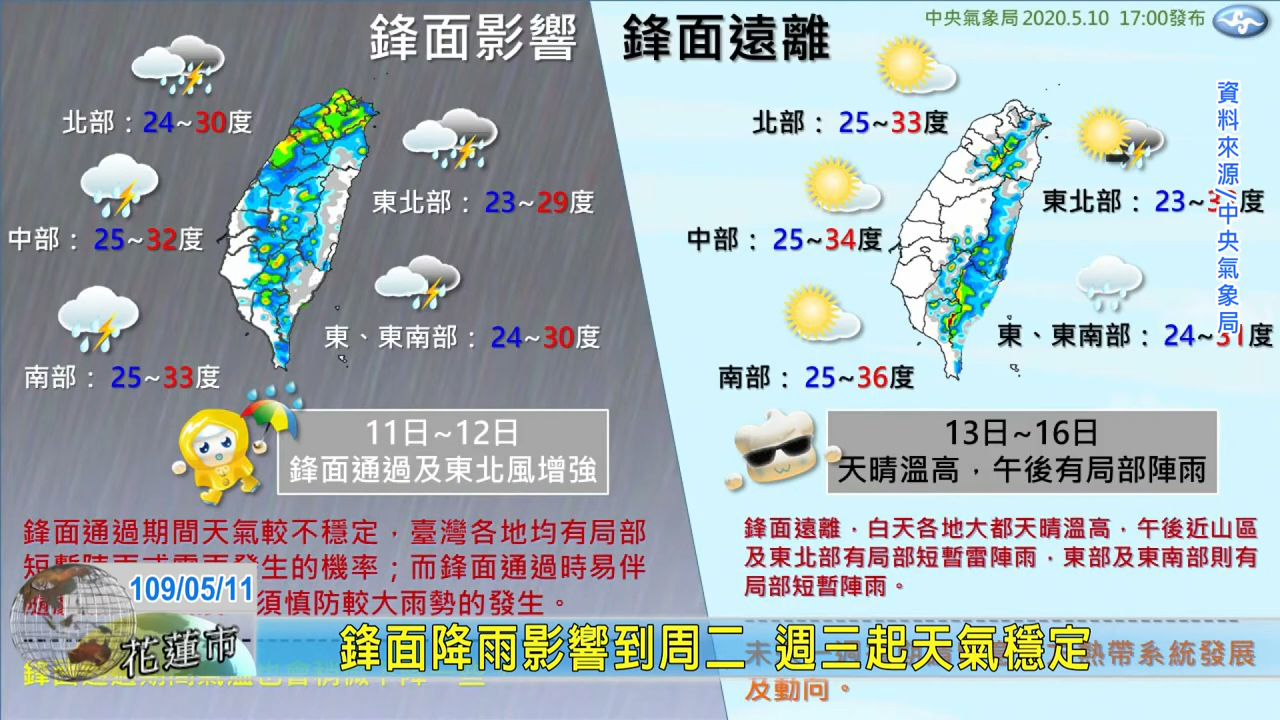 鋒面影響
北部：24~30度
東北部：23~29度
中部：25~32度
東、東南部：24~30度
南部：25~33度
11日~12日
鋒面通過及東北風增強
鋒面通過期間天氣較不穩定，臺灣各地均有局部
發生的機率；而鋒面通過時易伴
須慎防較大雨勢的發生。
鋒面遠離
中央氣象局 2020.5.10 17:00發布
北部：25~33度
東北部：23~
度
中部：25~34度
東、東南部：24~31度
南部：25~36度
資料來源/中央氣象局
13日~16日
天晴溫高，午後有局部陣雨
鋒面遠離，白天各地大都天晴溫高，午後近山區
及東北部有局部短暫雷陣雨，東部及東南部則有
局部短暫陣雨。
未
熱帶系統發展
及動向。
109/05/11
花蓮市
鋒面降雨影響到周二 週三起天氣穩定